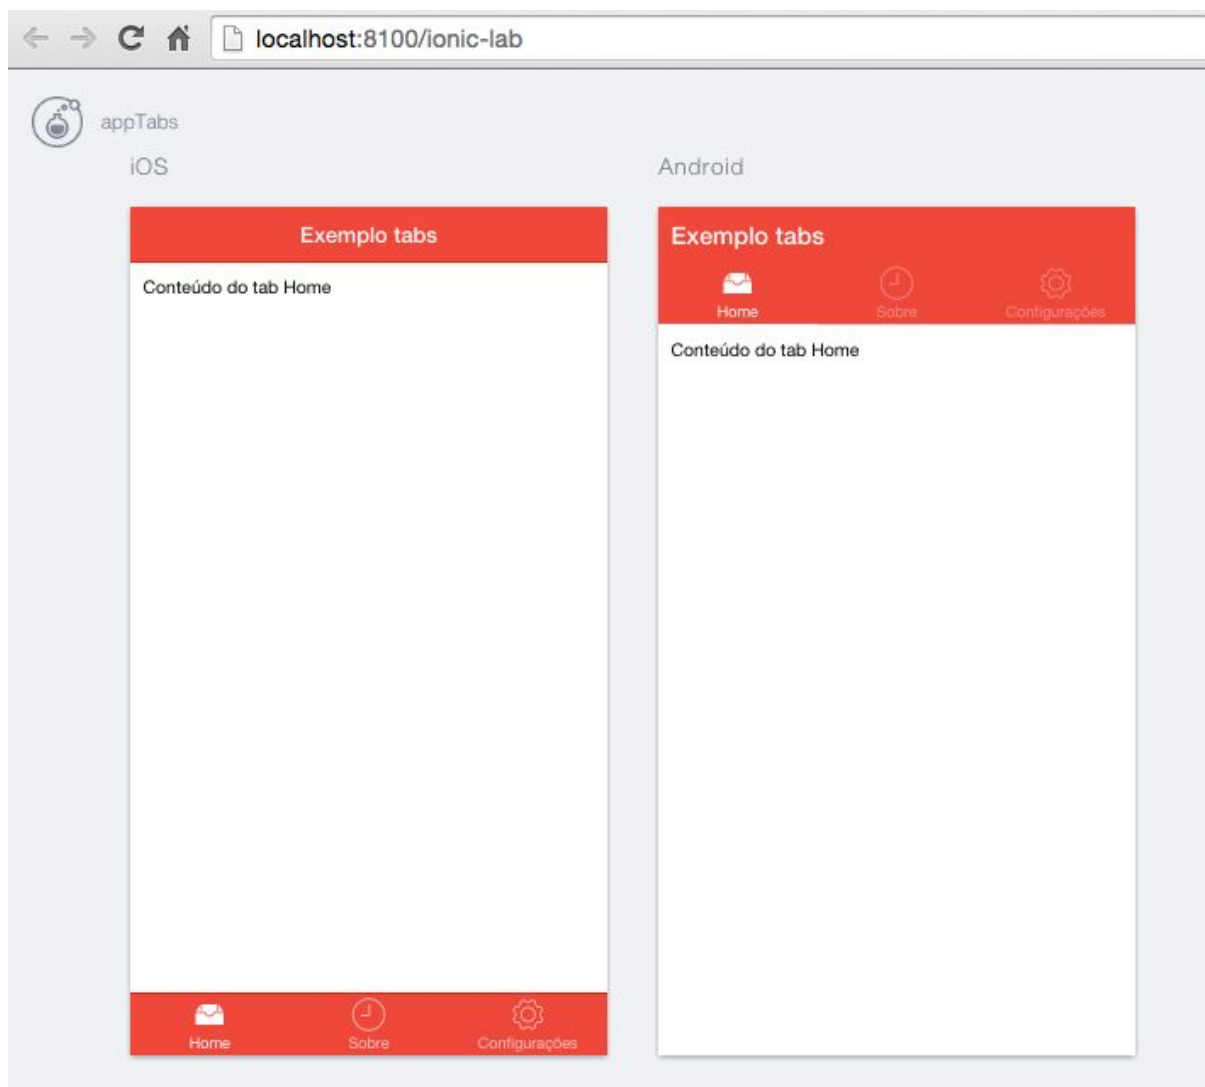 localhost:8100/ionic-lab
appTabs
iOS
Exemplo tabs
Conteúdo do tab Home
Home
Sobre
Configurações
Android
Exemplo tabs
Home
Sobre
Configurações
Conteúdo do tab Home